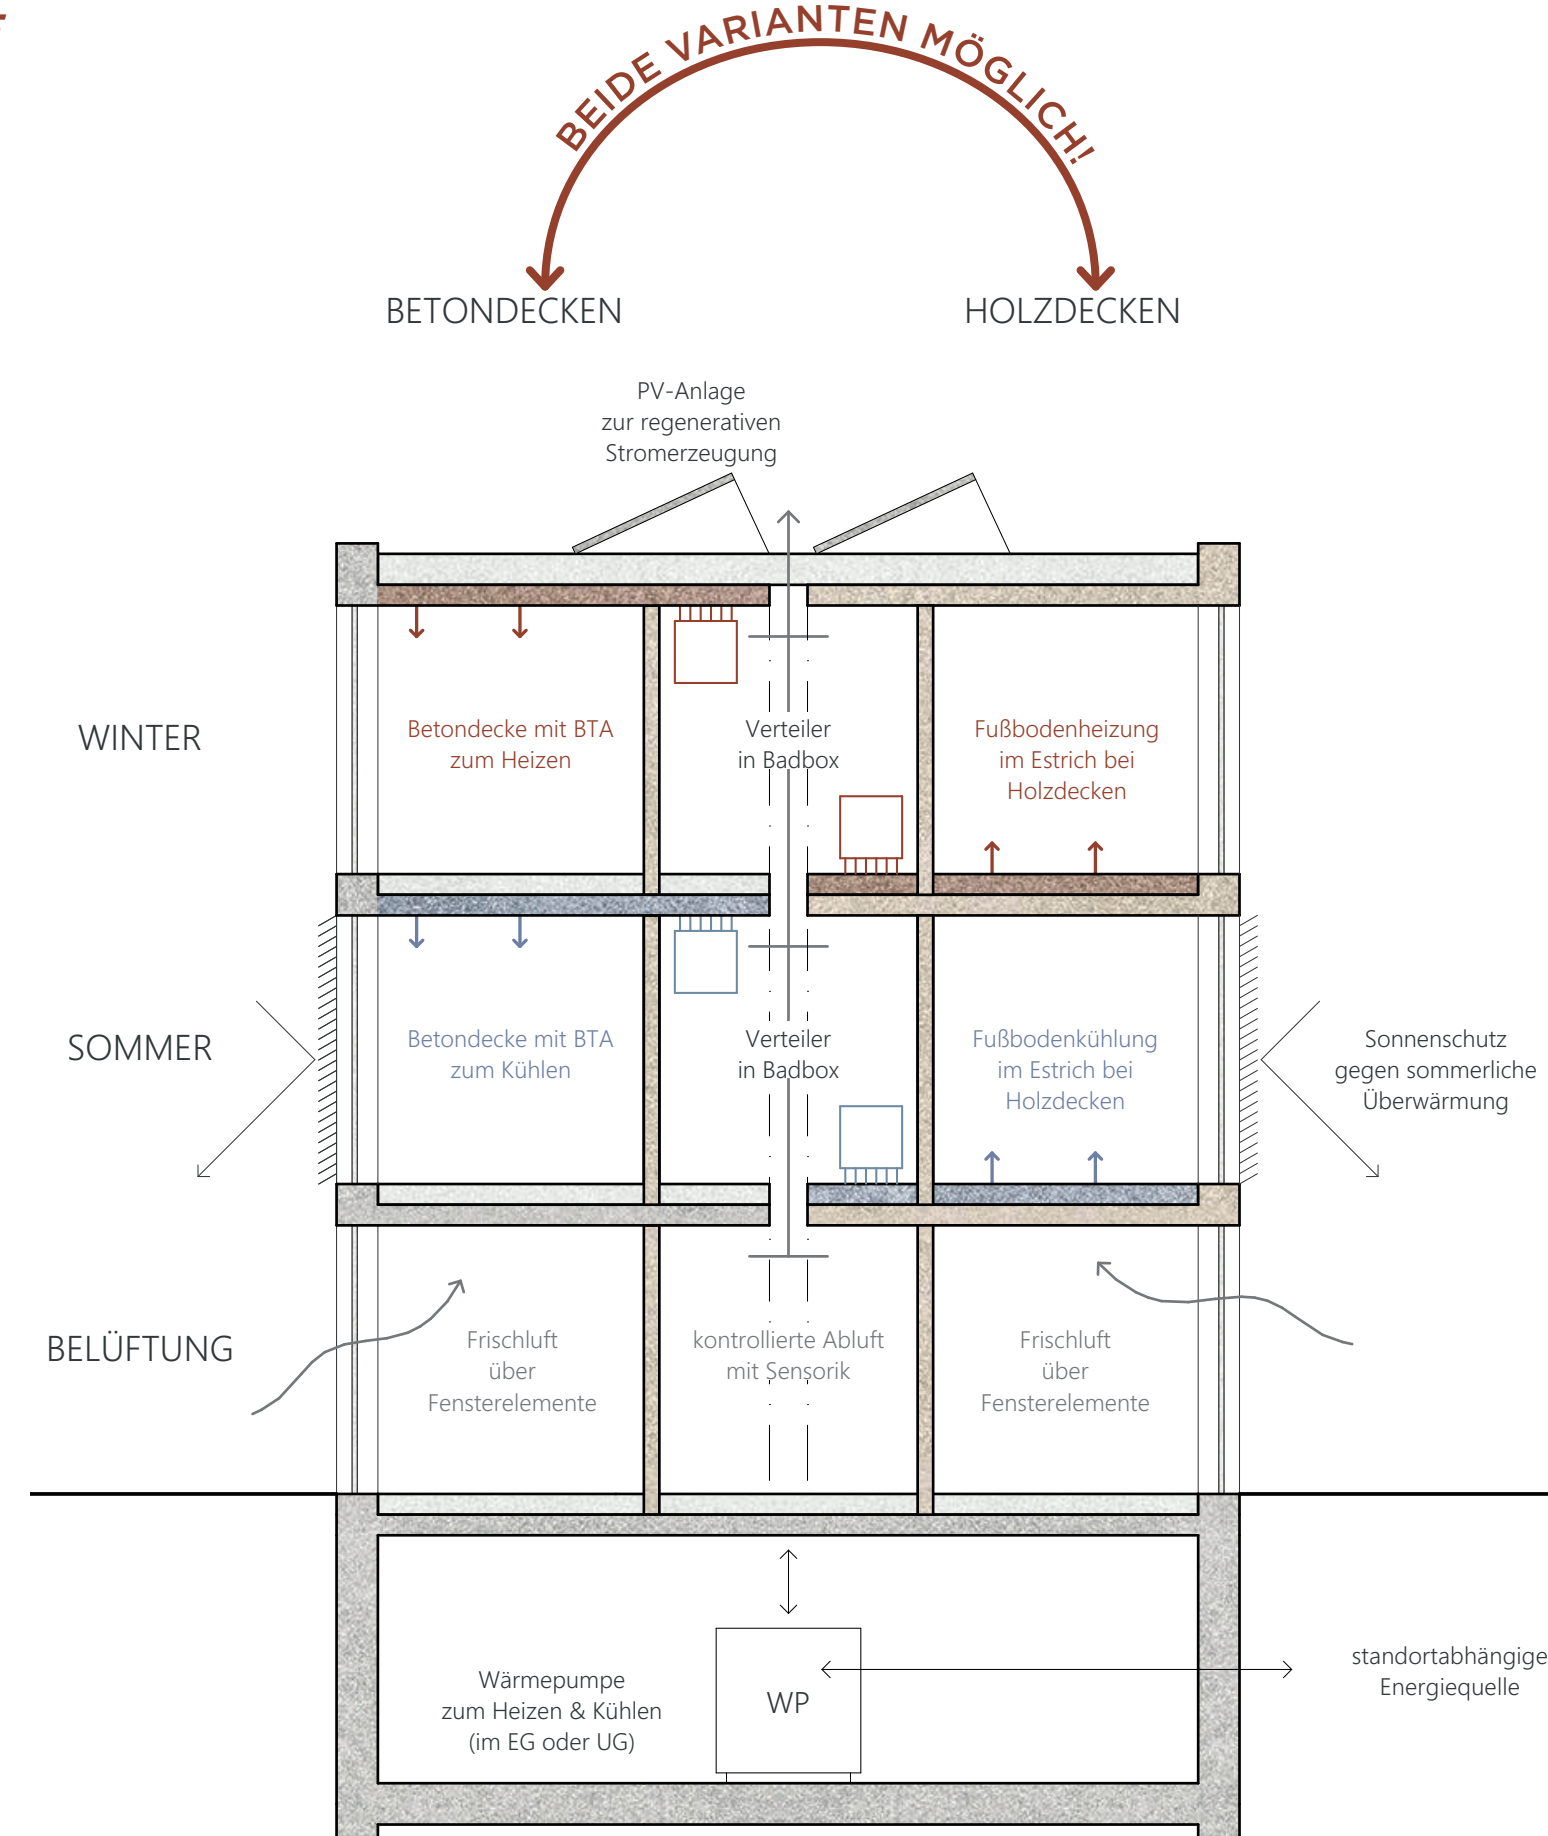 BEIDE VARIANTEN MÖGLICH!
BETONDECKEN
HOLZDECKEN
PV-Anlage
zur regenerativen
Stromerzeugung
WINTER
Betondecke mit BTA
zum Heizen
Verteiler
in Badbox
Fußbodenheizung
im Estrich bei
Holzdecken
SOMMER
Betondecke mit BTA
zum Kühlen
Verteiler
in Badbox
Fußbodenkühlung
im Estrich bei
Holzdecken
Sonnenschutz
gegen sommerliche
Überwärmung
BELÜFTUNG
Frischluft
über
Fensterelemente
kontrollierte Abluft
mit Sensorik
Frischluft
über
Fensterelemente
Wärmepumpe
zum Heizen & Kühlen
(im EG oder UG)
WP
standortabhängige
Energiequelle